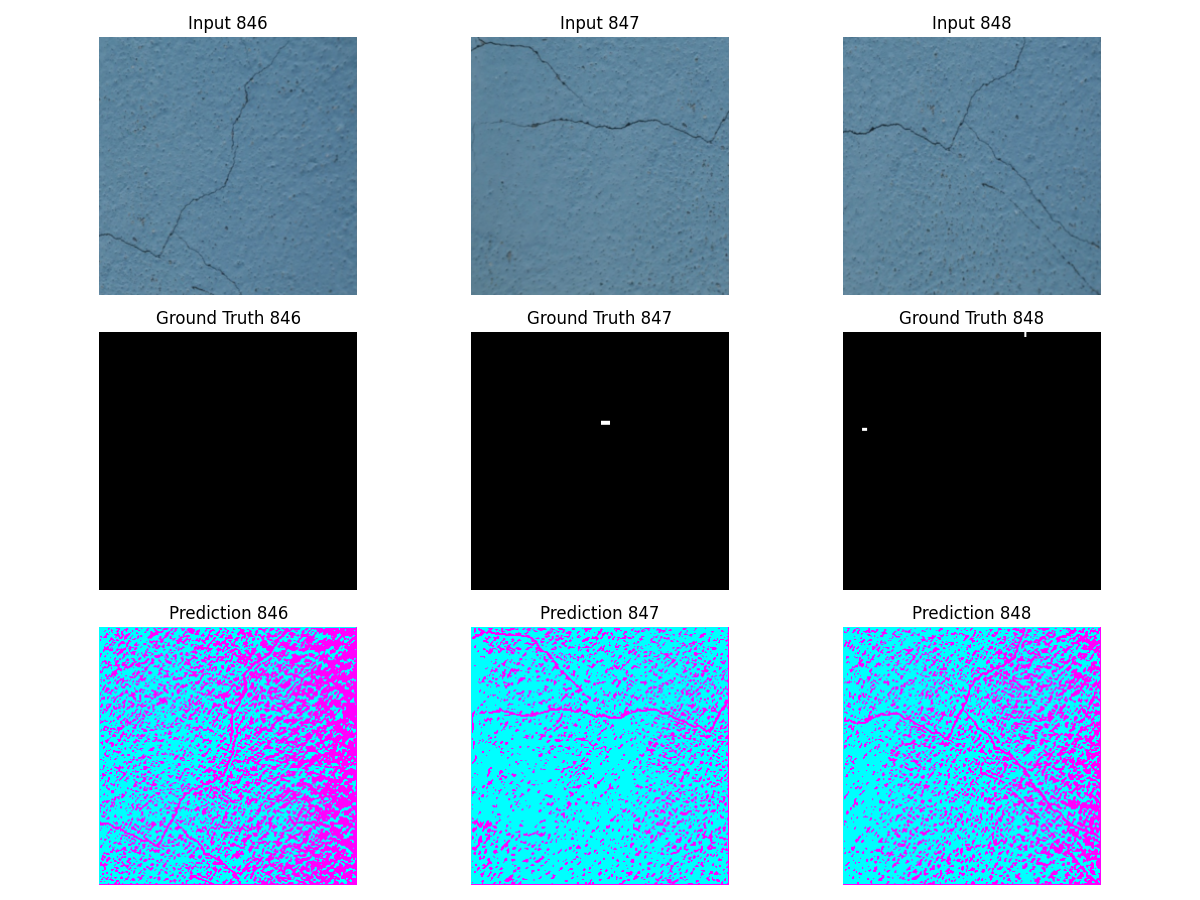 Input 846
Input 847
Input 848
Ground Truth 846
Ground Truth 847
Ground Truth 848
Prediction 846
Prediction 847
Prediction 848